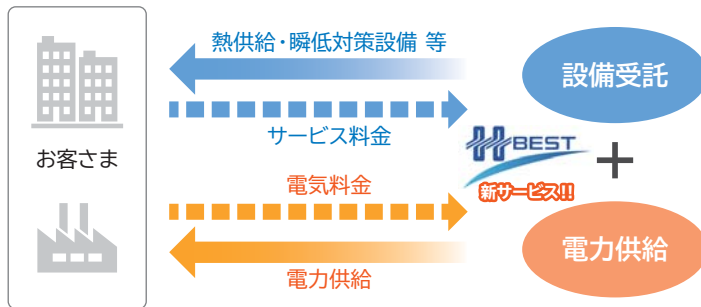 熱供給・瞬低対策設備 等
設備受託
お客さま
サービス料金
BEST
+
新サービス!!
電気料金
電力供給
電力供給